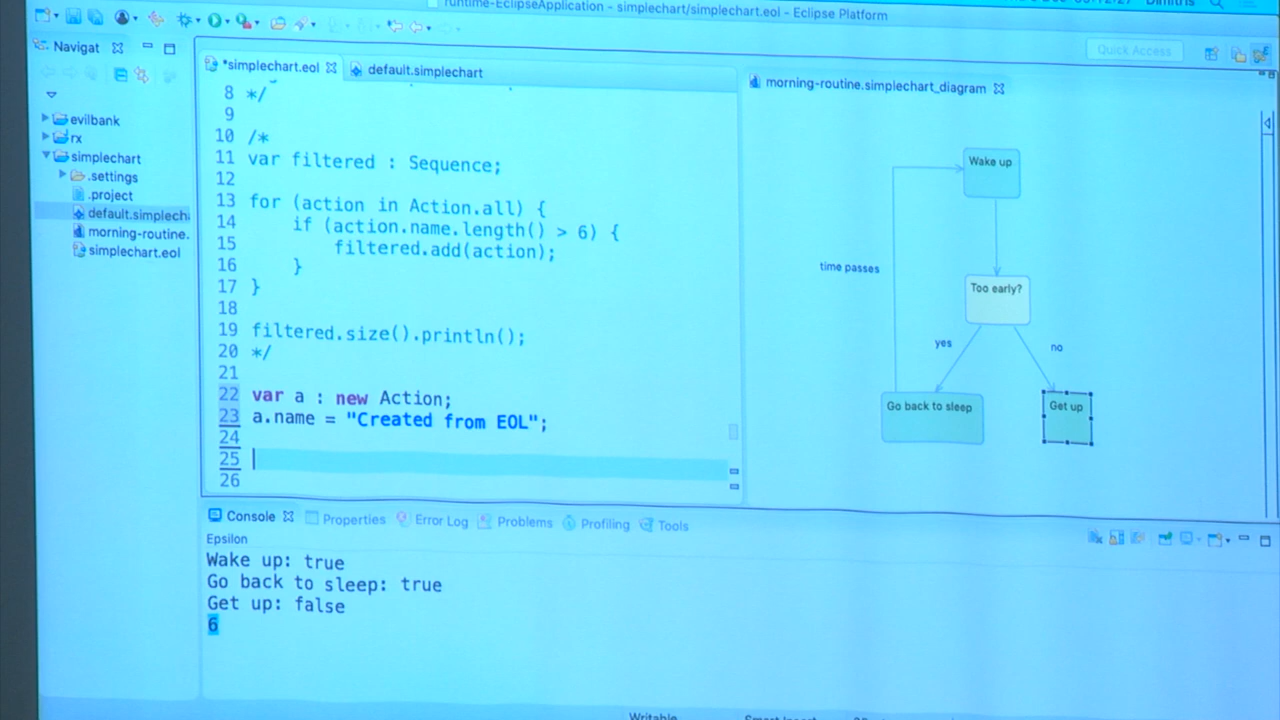 runtime-EclipseApplication - simplechart/simplechart.eol - Eclipse Platform
Quick Access
Navigat
*simplechart.eol
default.simplechart
morning-routine.simplechart_diagram
evilbank
rx
simplechart
.settings
.project
default.simplech
morning-routine.
simplechart.eol
8 */
9
10 /*
11 var filtered : Sequence;
12
13 for (action in Action.all) {
14 if (action.name.length() > 6) {
15 filtered.add(action);
16 }
17 }
18
19 filtered.size().println();
20 */
21
22 var a : new Action;
23 a.name = "Created from EOL";
24
25
26
Wake up
time passes
Too early?
yes
no
Go back to sleep
Get up
Console
Properties
Error Log
Problems
Profiling
Tools
Epsilon
Wake up: true
Go back to sleep: true
Get up: false
6
Writable